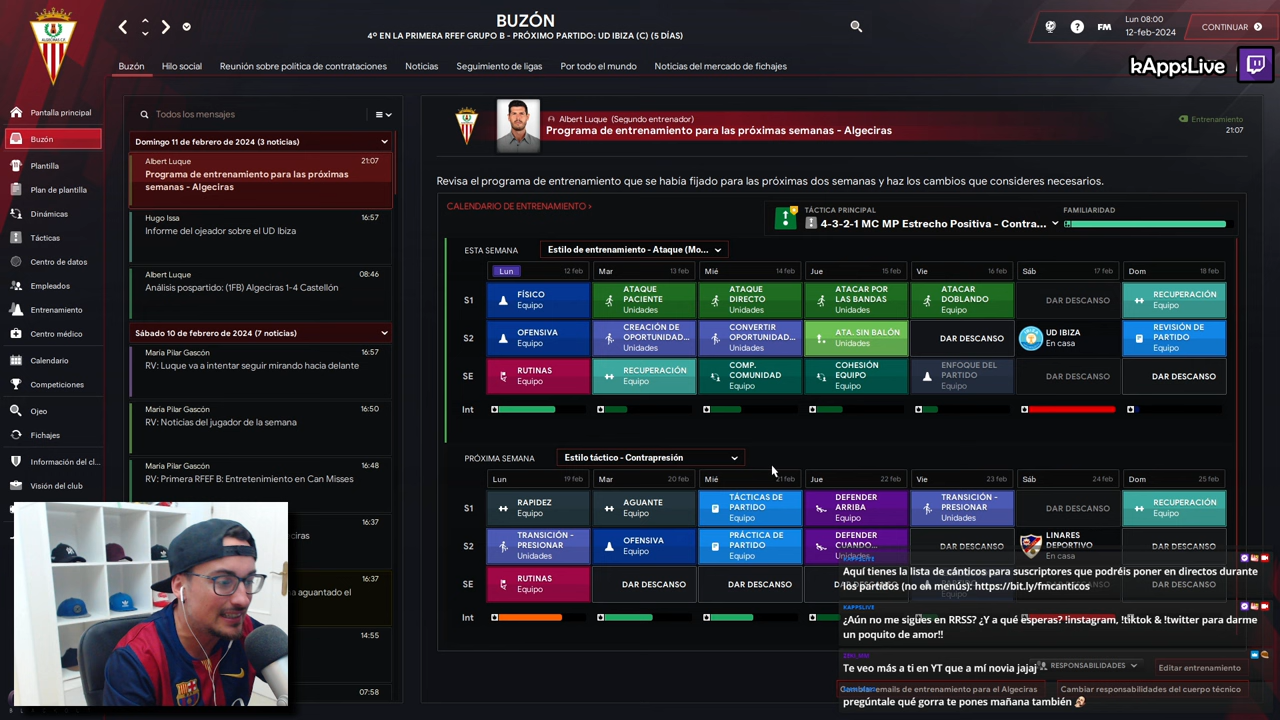 BUZÓN
4º EN LA PRIMERA RFEF GRUPO B - PRÓXIMO PARTIDO: UD IBIZA (C) (5 DÍAS)
FM
Lun 08:00
12-feb-2024
CONTINUAR
Buzón
Hilo social
Reunión sobre política de contrataciones
Noticias
Seguimiento de ligas
Por todo el mundo
Noticias del mercado de fichajes
kAppsLive
Pantalla principal
Buzón
Plantilla
Plan de plantilla
Dinámicas
Tácticas
Centro de datos
Empleados
Entrenamiento
Centro médico
Calendario
Competiciones
Ojeo
Fichajes
Información del cl...
Visión del club
Todos los mensajes
Domingo 11 de febrero de 2024 (3 noticias)
Albert Luque 21:07
Programa de entrenamiento para las próximas
semanas - Algeciras
Hugo Issa 16:57
Informe del ojeador sobre el UD Ibiza
Albert Luque 08:46
Análisis pospartido: (1FB) Algeciras 1-4 Castellón
Sábado 10 de febrero de 2024 (7 noticias)
María Pilar Gascón 16:57
RV: Luque va a intentar seguir mirando hacia delante
María Pilar Gascón 16:50
RV: Noticias del jugador de la semana
María Pilar Gascón 16:48
RV: Primera RFEF B: Entretenimiento en Can Misses
16:37
16:37
aguantado el
14:55
07:58
Albert Luque (Segundo entrenador)
Programa de entrenamiento para las próximas semanas - Algeciras
Entrenamiento
21:07
Revisa el programa de entrenamiento que se había fijado para las próximas dos semanas y haz los cambios que consideres necesarios.
CALENDARIO DE ENTRENAMIENTO >
TÁCTICA PRINCIPAL
4-3-2-1 MC MP Estrecho Positiva - Contra...
FAMILIARIDAD
ESTA SEMANA
Estilo de entrenamiento - Ataque (Mo...
Lun 12 feb Mar 13 feb Mié 14 feb Jue 15 feb Vie 16 feb Sáb 17 feb Dom 18 feb
S1
FÍSICO
Equipo
ATAQUE
PACIENTE
Unidades
ATAQUE
DIRECTO
Unidades
ATACAR POR
LAS BANDAS
Unidades
ATACAR
DOBLANDO
Unidades
DAR DESCANSO
RECUPERACIÓN
Equipo
S2
OFENSIVA
Equipo
CREACIÓN DE
OPORTUNIDAD...
Unidades
CONVERTIR
OPORTUNIDAD...
Unidades
ATA. SIN BALÓN
Unidades
DAR DESCANSO
UD IBIZA
En casa
REVISIÓN DE
PARTIDO
Equipo
SE
RUTINAS
Equipo
RECUPERACIÓN
Equipo
COMP.
COMUNIDAD
Equipo
COHESIÓN
EQUIPO
Equipo
ENFOQUE DEL
PARTIDO
Equipo
DAR DESCANSO
DAR DESCANSO
Int
PRÓXIMA SEMANA
Estilo táctico - Contrapresión
Lun 19 feb Mar 20 feb Mié 21 feb Jue 22 feb Vie 23 feb Sáb 24 feb Dom 25 feb
S1
RAPIDEZ
Equipo
AGUANTE
Equipo
TÁCTICAS DE
PARTIDO
Equipo
DEFENDER
ARRIBA
Equipo
TRANSICIÓN -
PRESIONAR
Unidades
DAR DESCANSO
RECUPERACIÓN
Equipo
S2
TRANSICIÓN -
PRESIONAR
Unidades
OFENSIVA
Equipo
PRÁCTICA DE
PARTIDO
Equipo
DEFENDER
CUANDO...
DAR DESCANSO
LINARES
DEPORTIVO
En casa
DAR DESCANSO
SE
RUTINAS
Equipo
DAR DESCANSO
DAR DESCANSO
Int
Aquí tienes la lista de cánticos para suscriptores que podréis poner en directos durante
los partidos (no en menús): https://bit.ly/fmcanticos
KAPPSLIVE
¿Aún no me sigues en RRSS? ¿Y a qué esperas? !instagram, !tiktok & !twitter para darme
un poquito de amor!!
Te veo más a ti en YT que a mí novia jajaj
RESPONSABILIDADES
Editar entrenamiento
Cambiar emails de entrenamiento para el Algeciras
Cambiar responsabilidades del cuerpo técnico
pregúntale qué gorra te pones mañana también